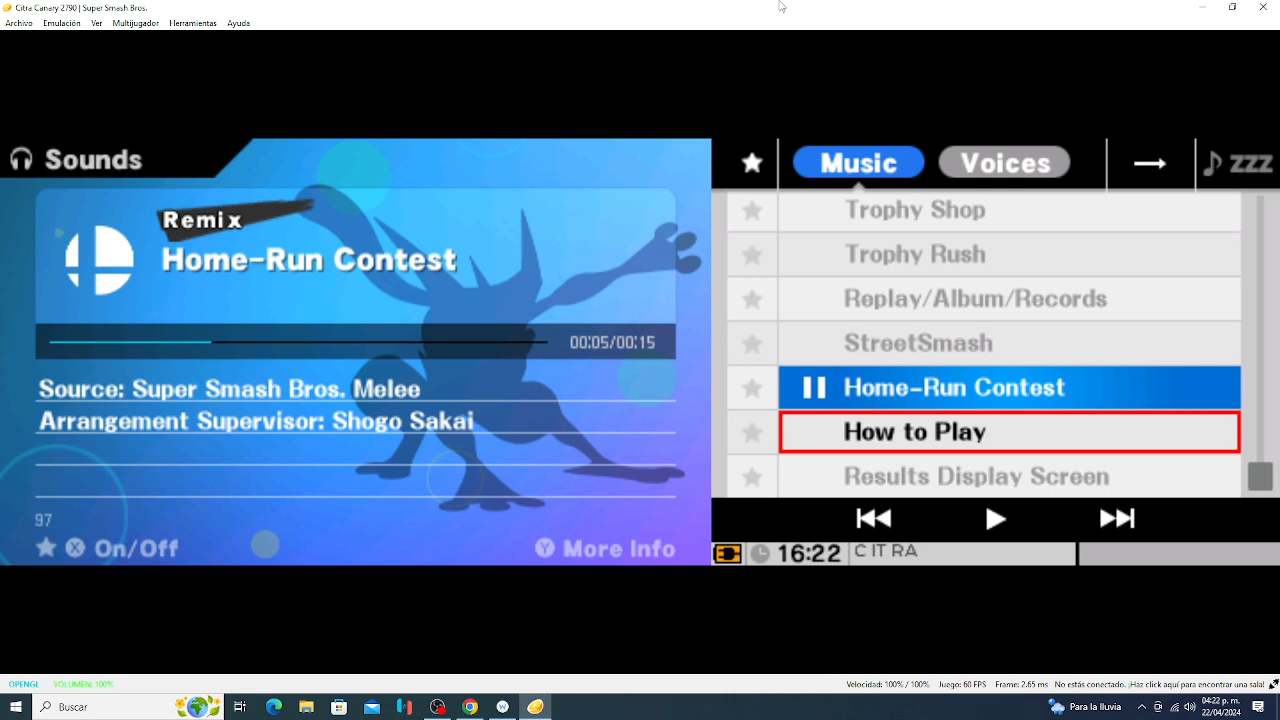 Citra Canary 2790 | Super Smash Bros.
Archivo Emulación Ver Multijugador Herramientas Ayuda
Sounds
Remix
Home-Run Contest
00:05/00:15
Source: Super Smash Bros. Melee
Arrangement Supervisor: Shogo Sakai
97
X On/Off
Y More Info
Music Voices → zzz
Trophy Shop
Trophy Rush
Replay/Album/Records
StreetSmash
Home-Run Contest
How to Play
Results Display Screen
16:22 CITRA
OPENGL VOLUMEN: 100%
Velocidad: 100% / 100% Juego: 60 FPS Frame: 2.65 ms No estás conectado. ¡Haz click aquí para encontrar una sala!
Buscar
Para la lluvia
04:22 p. m.
22/04/2024